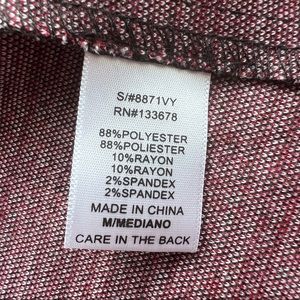 S/#8871VY
RN#133678
88%POLYESTER
88%POLIESTER
10%RAYON
10%RAYON
2%SPANDEX
2%SPANDEX
MADE IN CHINA
M/MEDIANO
CARE IN THE BACK